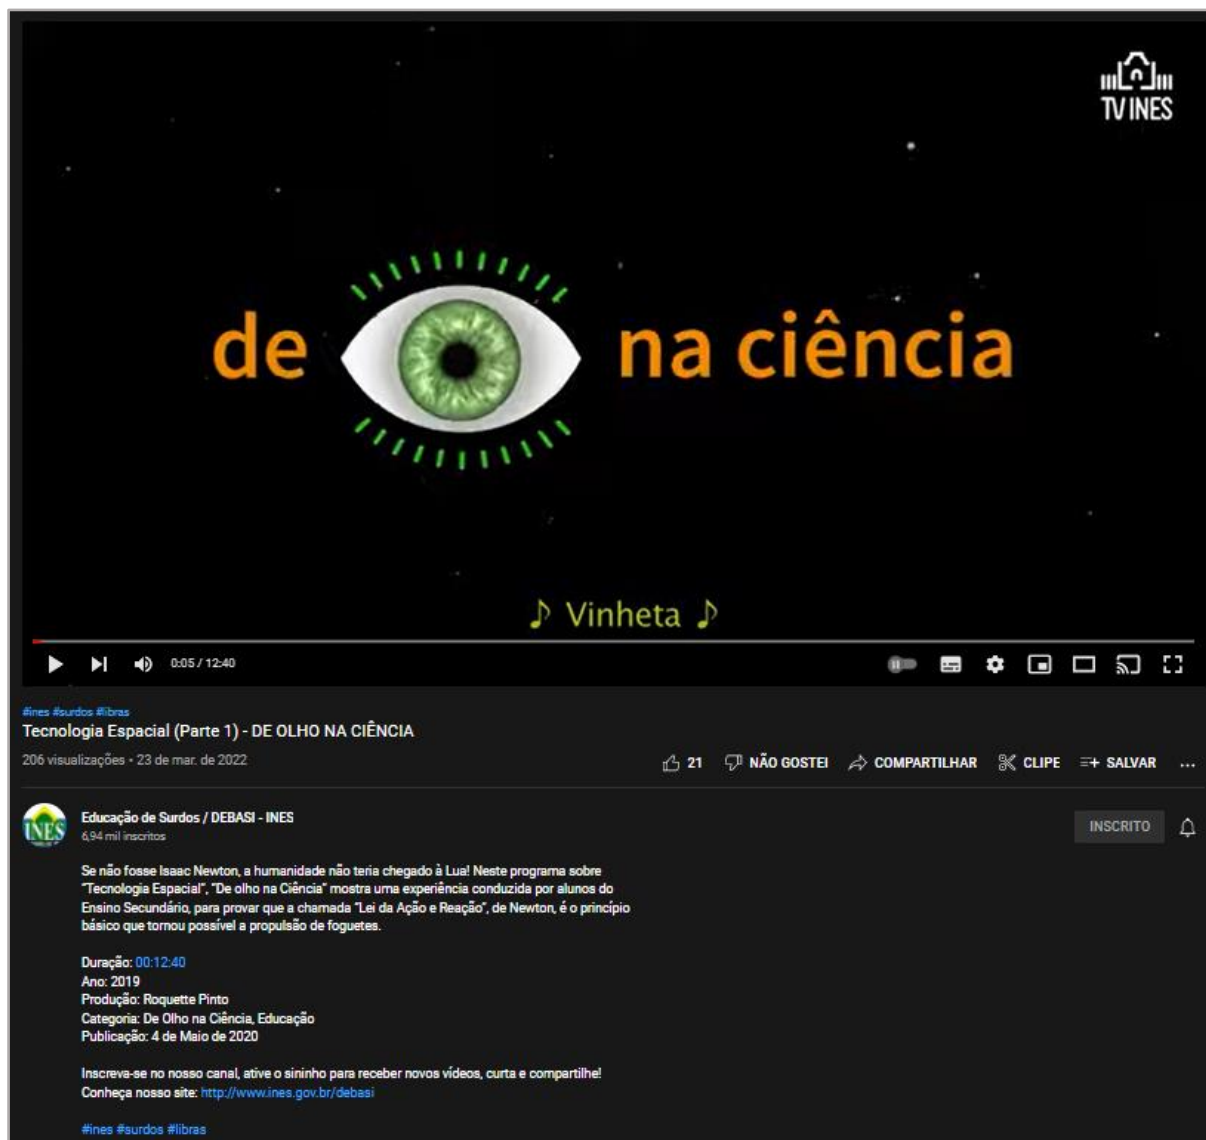 TV INES
de na ciência
♪ Vinheta ♪
0:05 / 12:40
#ines #surdos #libras
Tecnologia Espacial (Parte 1) - DE OLHO NA CIÊNCIA
206 visualizações • 23 de mar. de 2022
21 NÃO GOSTEI COMPARTILHAR CLIPE SALVAR ...
INES
Educação de Surdos / DEBASI - INES
6,94 mil inscritos
INSCRITO
Se não fosse Isaac Newton, a humanidade não teria chegado à Lua! Neste programa sobre
"Tecnologia Espacial", "De olho na Ciência" mostra uma experiência conduzida por alunos do
Ensino Secundário, para provar que a chamada "Lei da Ação e Reação", de Newton, é o princípio
básico que tornou possível a propulsão de foguetes.
Duração: 00:12:40
Ano: 2019
Produção: Roquette Pinto
Categoria: De Olho na Ciência, Educação
Publicação: 4 de Maio de 2020
Inscreva-se no nosso canal, ative o sininho para receber novos vídeos, curta e compartilhe!
Conheça nosso site: http://www.ines.gov.br/debasi
#ines #surdos #libras